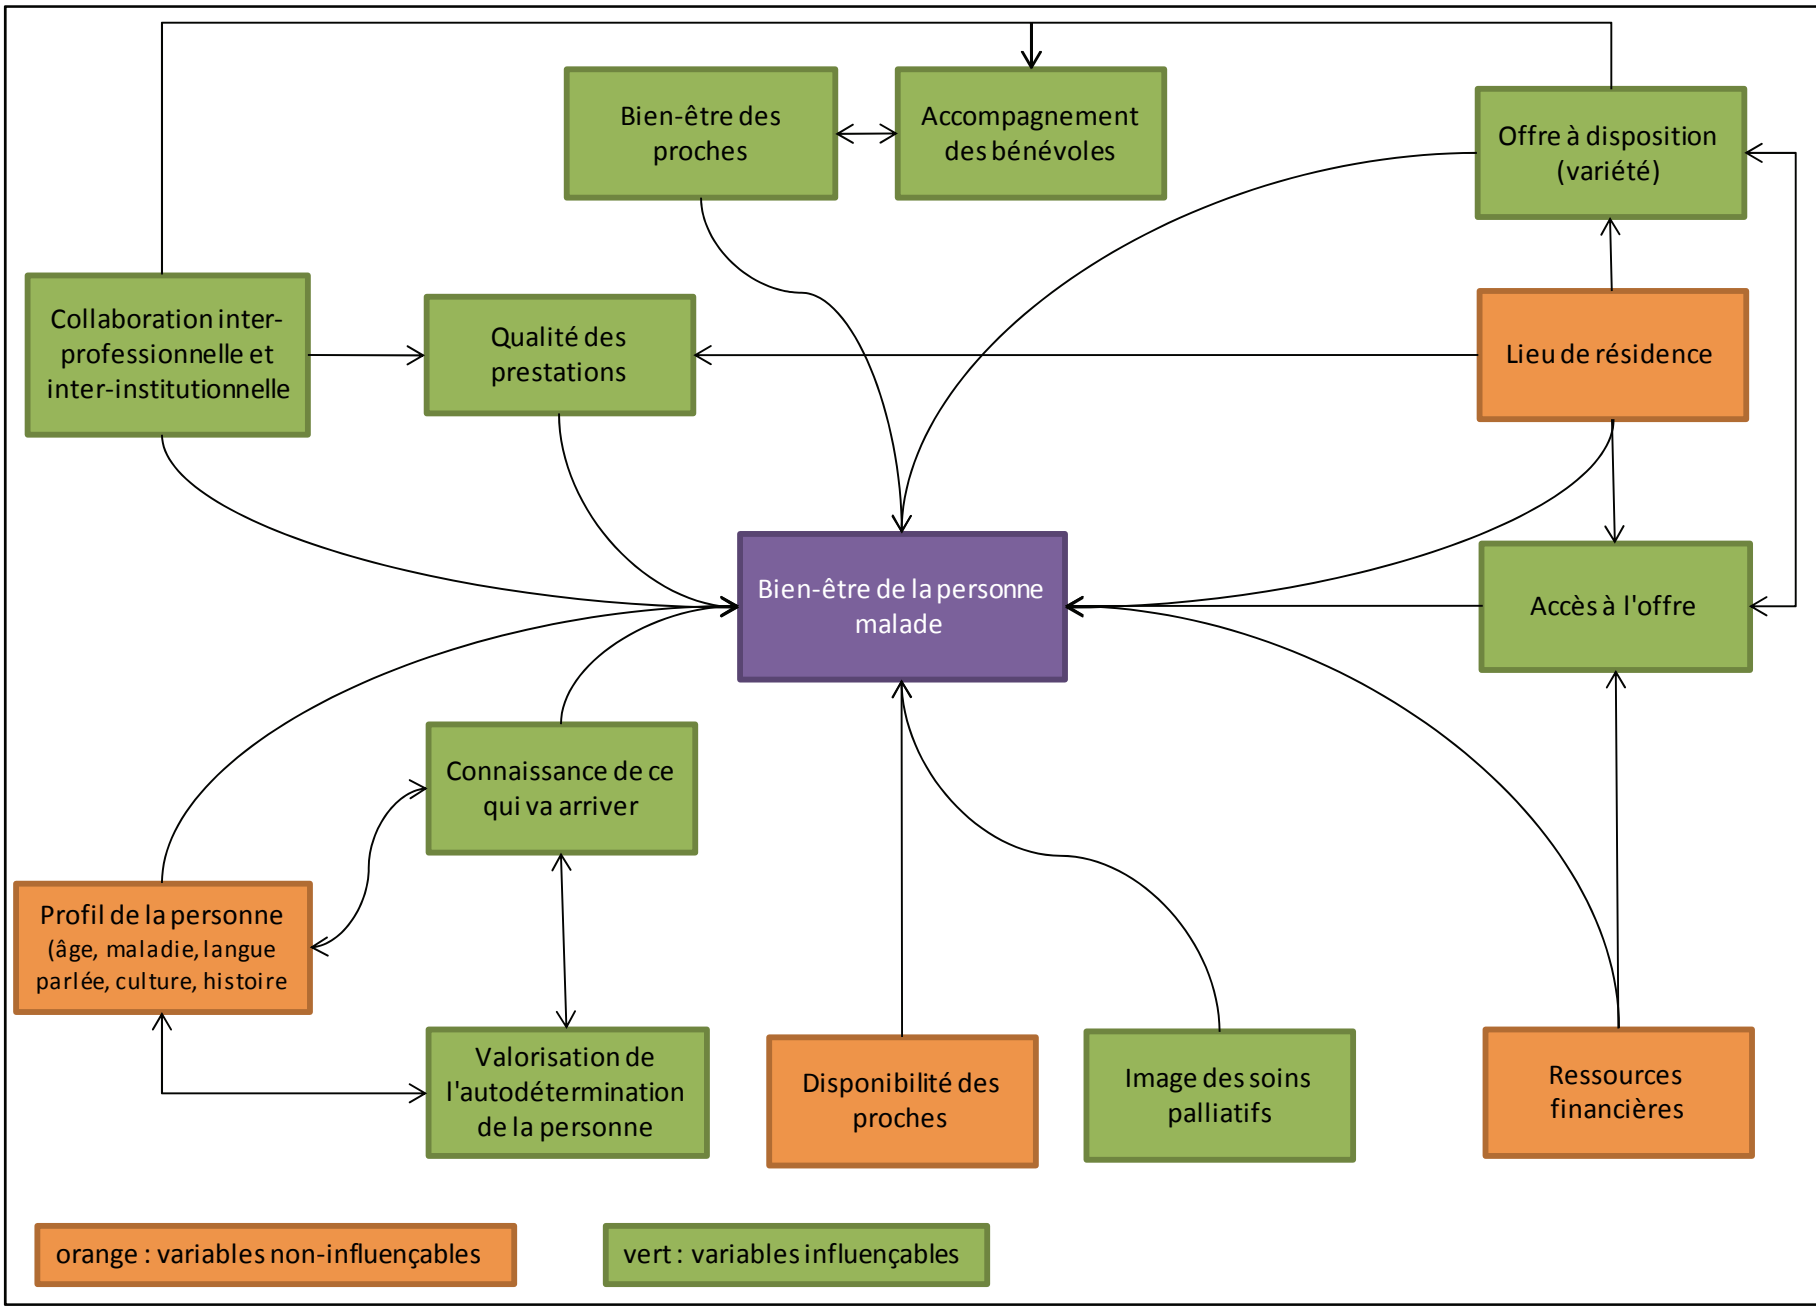 Bien-être des
proches
Accompagnement
des bénévoles
Offre à disposition
(variété)
Collaboration inter-
professionnelle et
inter-institutionnelle
Qualité des
prestations
Lieu de résidence
Bien-être de la personne
malade
Accès à l'offre
Connaissance de ce
qui va arriver
Profil de la personne
(âge, maladie, langue
parlée, culture, histoire
Valorisation de
l'autodétermination
de la personne
Disponibilité des
proches
Image des soins
palliatifs
Ressources
financières
orange : variables non-influençables
vert : variables influençables